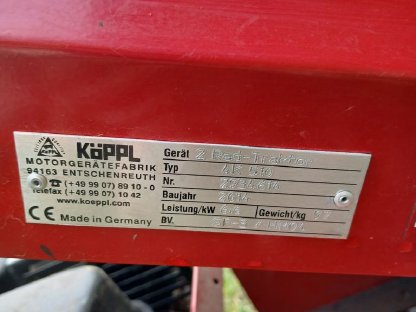 KÖPPL
MOTORGERÄTEFABRIK
94163 ENTSCHENREUTH
☎ (+49 99 07) 89 10 - 0
Telefax (+49 99 07) 10 42
www.koeppl.com
CE Made in Germany
Gerät 2 Rad-Traktor
Typ
Nr.
Baujahr
Leistung/kW Gewicht/kg
BV.